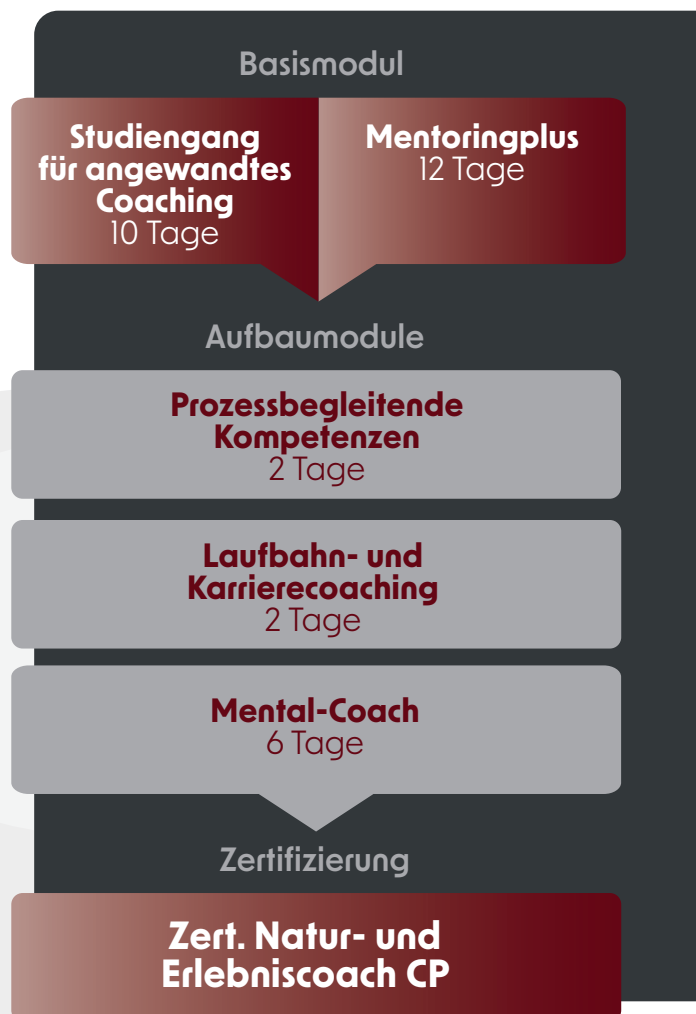 Basismodul
Studiengang
für angewandtes
Coaching
10 Tage
Mentoringplus
12 Tage
Aufbaumodule
Prozessbegleitende
Kompetenzen
2 Tage
Laufbahn- und
Karrierecoaching
2 Tage
Mental-Coach
6 Tage
Zertifizierung
Zert. Natur- und
Erlebniscoach CP